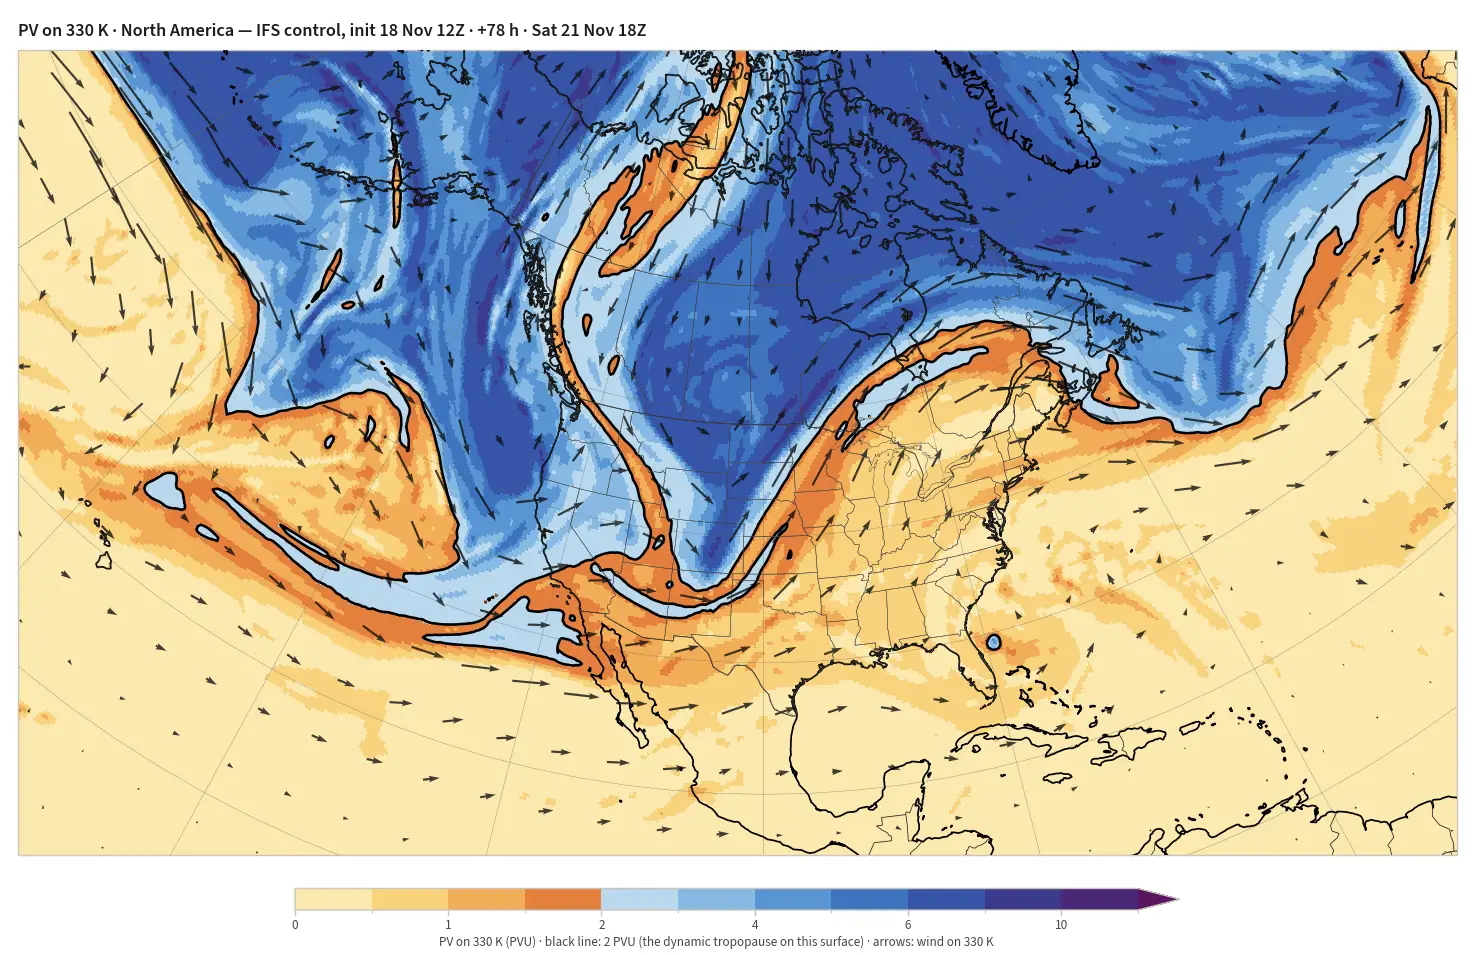 PV on 330 K · North America — IFS control, init 18 Nov 12Z · +78 h · Sat 21 Nov 18Z
0 1 2 4 6 10
PV on 330 K (PVU) · black line: 2 PVU (the dynamic tropopause on this surface) · arrows: wind on 330 K